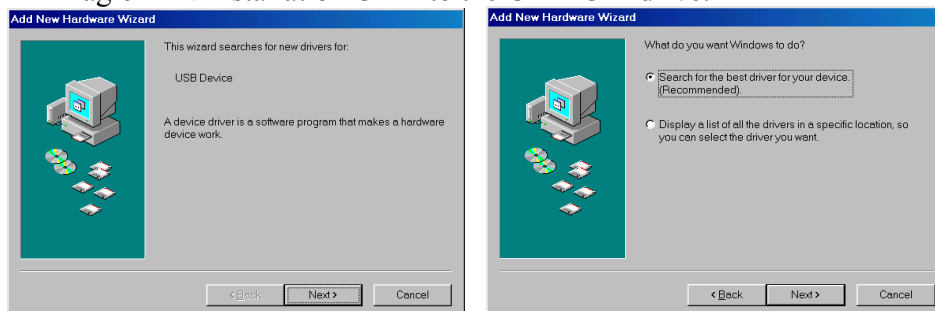 Add New Hardware Wizard
This wizard searches for new drivers for:
USB Device
A device driver is a software program that makes a hardware
device work.
< Back
Next >
Cancel
Add New Hardware Wizard
What do you want Windows to do?
Search for the best driver for your device.
(Recommended).
Display a list of all the drivers in a specific location, so
you can select the driver you want.
< Back
Next >
Cancel